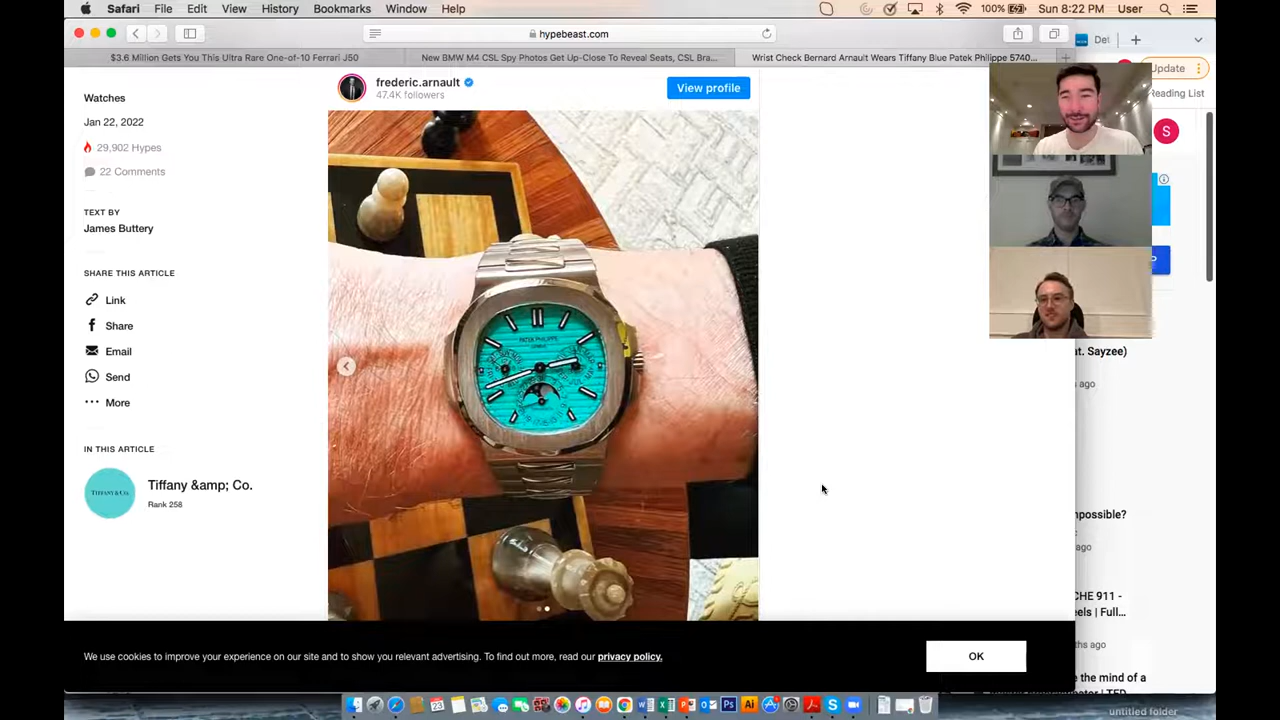 Safari File Edit View History Bookmarks Window Help
100% Sun 8:22 PM User
hypebeast.com
$3.6 Million Gets You This Ultra Rare One-of-10 Ferrari J50
New BMW M4 CSL Spy Photos Get Up-Close To Reveal Seats, CSL Bra...
Wrist Check Bernard Arnault Wears Tiffany Blue Patek Philippe 5740...
Det
Update
Reading List
S
Watches
Jan 22, 2022
29,902 Hypes
22 Comments
TEXT BY
James Buttery
SHARE THIS ARTICLE
Link
Share
Email
Send
More
IN THIS ARTICLE
TIFFANY & CO.
Tiffany &amp; Co.
Rank 258
frederic.arnault
47.4K followers
View profile
PATEK PHILIPPE
GENEVE
at. Sayzee)
ago
mpossible?
ago
CHE 911 -
eels | Full...
ths ago
e the mind of a
TED
We use cookies to improve your experience on our site and to show you relevant advertising. To find out more, read our privacy policy.
OK
untitled folder